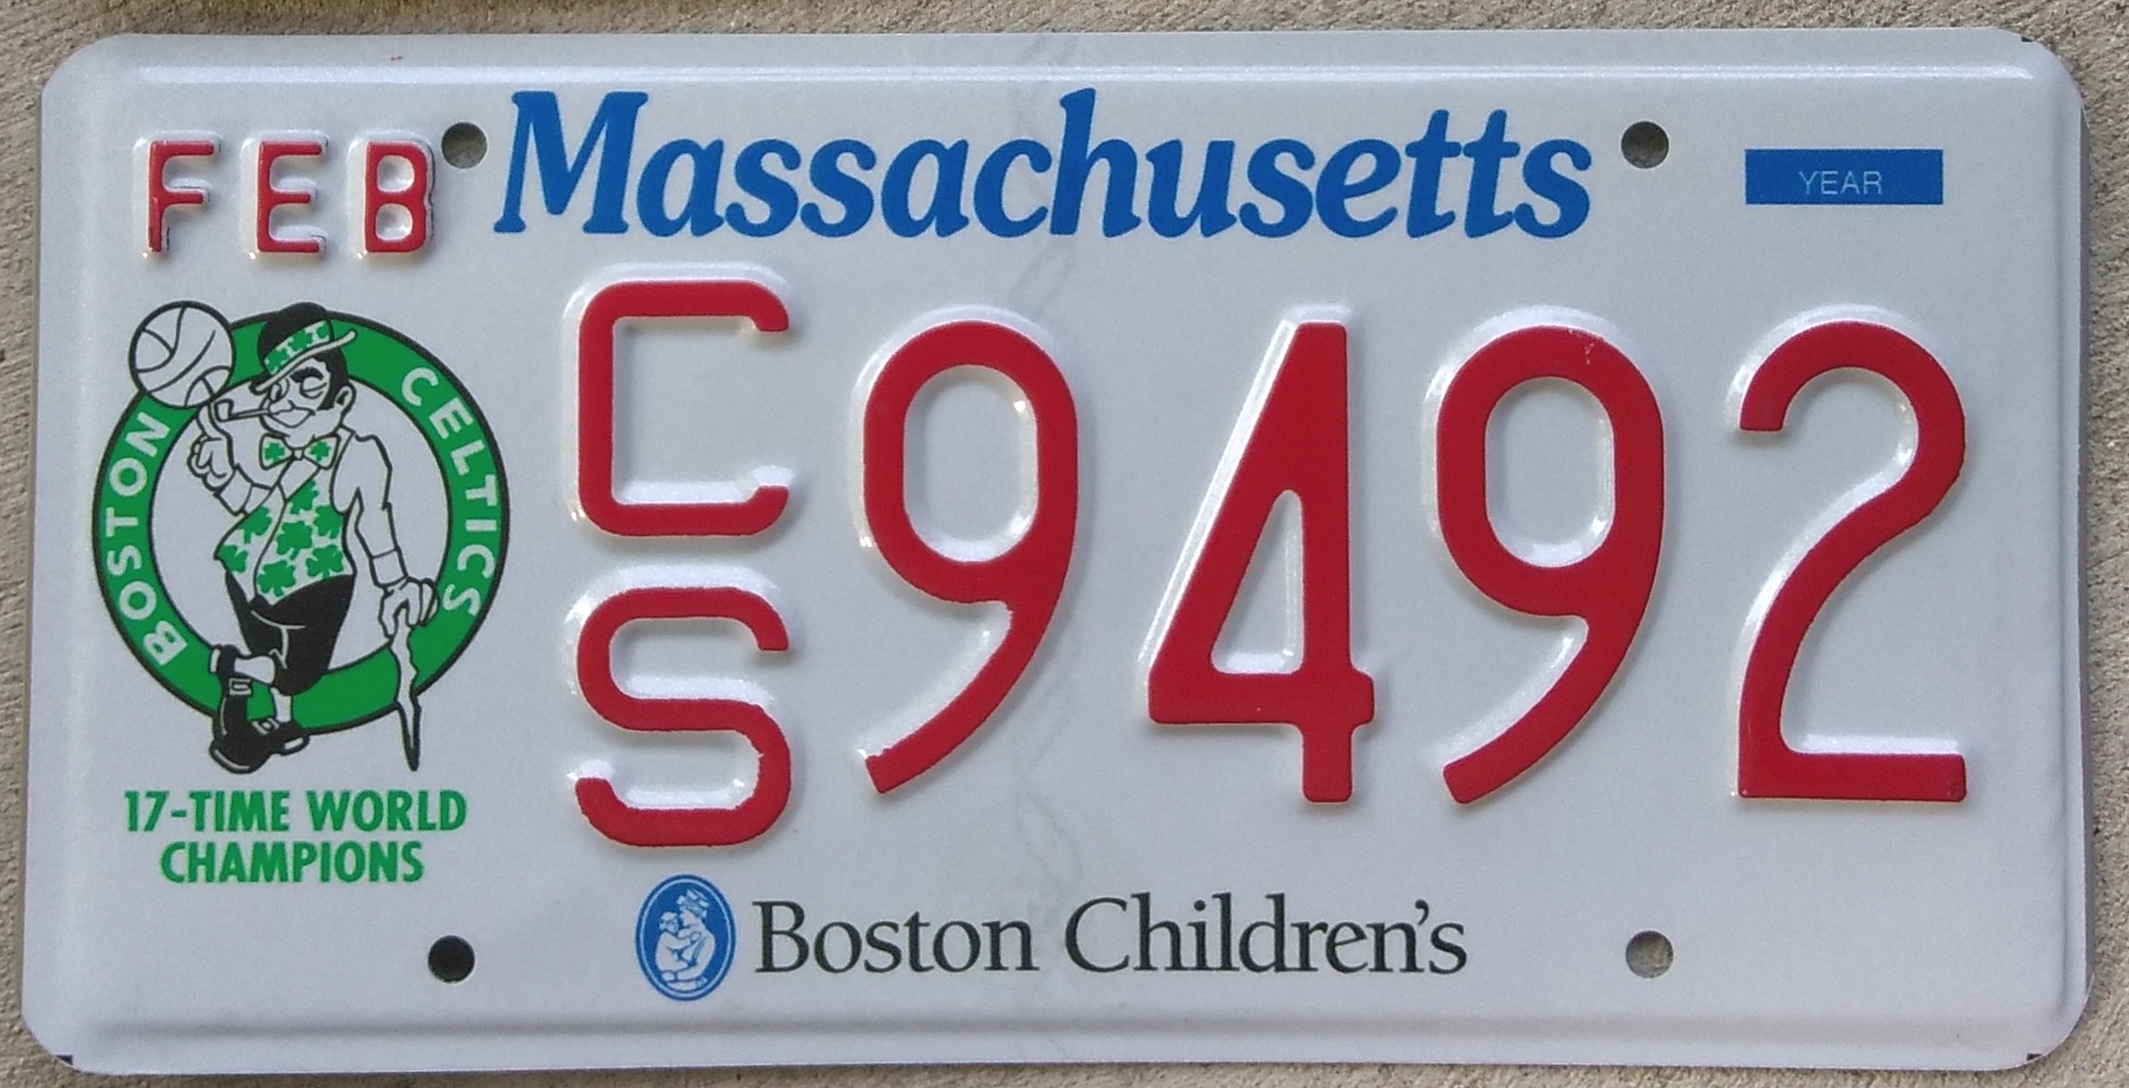 FEB Massachusetts YEAR
CS 9492
BOSTON CELTICS
17-TIME WORLD
CHAMPIONS
Boston Children's